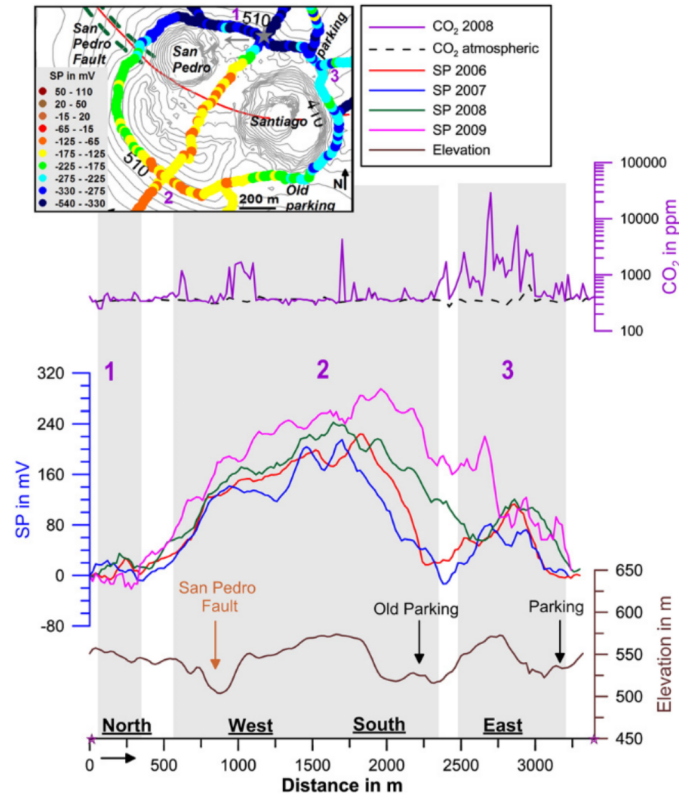 1
510
parking
San
Pedro
Fault
San
Pedro
3
SP in mV
50 - 110
20 - 50
-15 - 20
-65 - -15
-125 - -65
-175 - -125
-225 - -175
-275 - -225
-330 - -275
-540 - -330
410
Santiago
510
2
Old
parking
N
200 m
CO2 2008
CO2 atmospheric
SP 2006
SP 2007
SP 2008
SP 2009
Elevation
100000
10000
1000
100
CO2 in ppm
1
2
3
320
240
160
80
0
-80
SP in mV
San Pedro
Fault
Old Parking
Parking
650
600
550
500
450
Elevation in m
North
West
South
East
0
500
1000
1500
2000
2500
3000
Distance in m